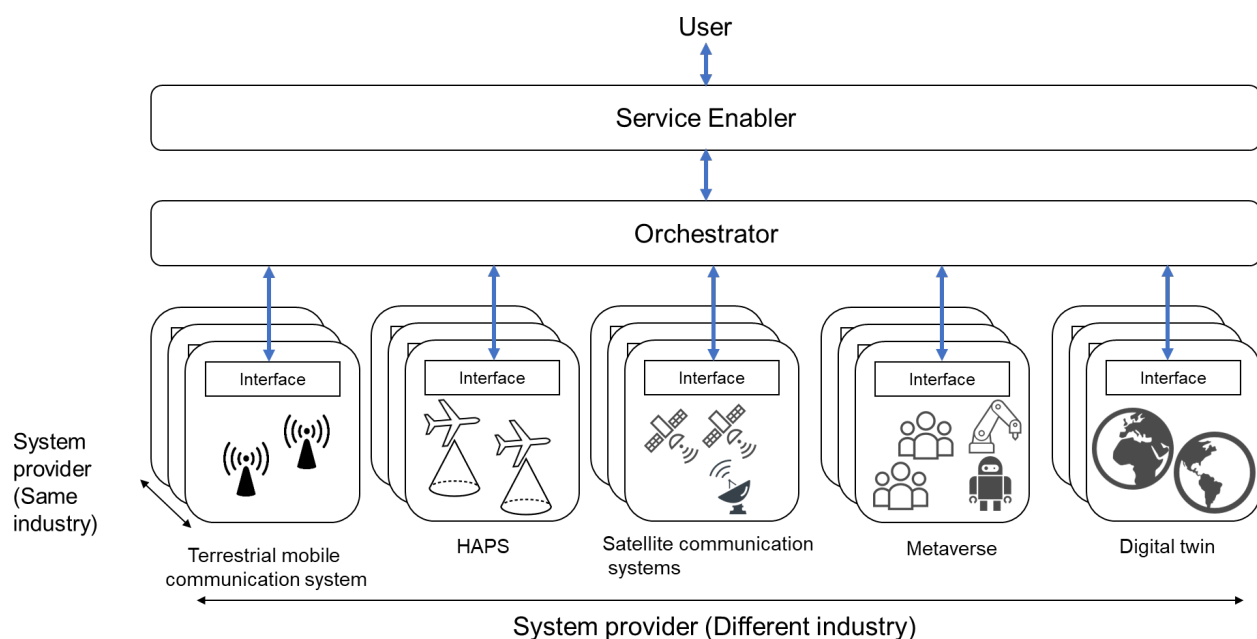 User
Service Enabler
Orchestrator
Interface
Interface
Interface
Interface
Interface
System
provider
(Same
industry)
Terrestrial mobile
communication system
HAPS
Satellite communication
systems
Metaverse
Digital twin
System provider (Different industry)